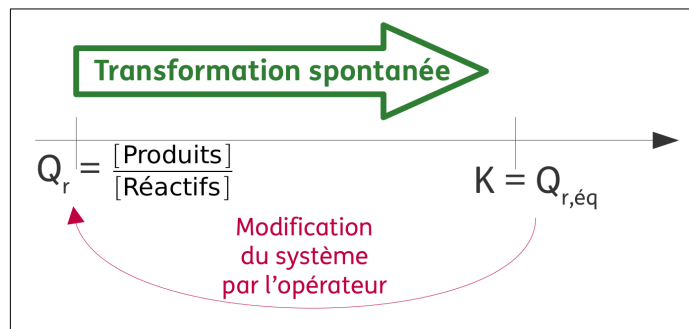 Transformation spontanée
Qr = [Produits] / [Réactifs]
K = Qr,éq
Modification
du système
par l'opérateur